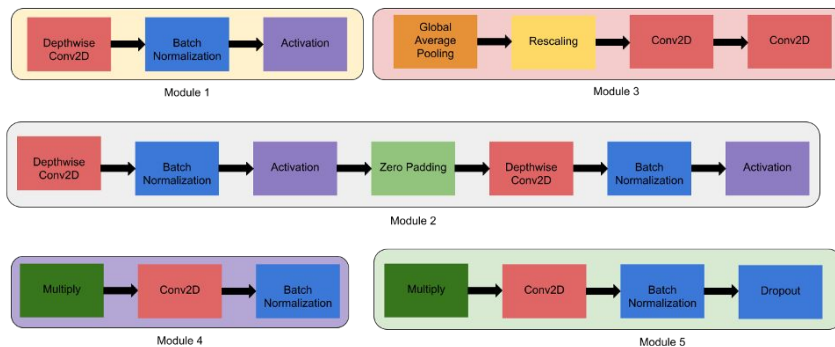 Depthwise
Conv2D
Batch
Normalization
Activation
Module 1
Global
Average
Pooling
Rescaling
Conv2D
Conv2D
Module 3
Depthwise
Conv2D
Batch
Normalization
Activation
Zero Padding
Depthwise
Conv2D
Batch
Normalization
Activation
Module 2
Multiply
Conv2D
Batch
Normalization
Module 4
Multiply
Conv2D
Batch
Normalization
Dropout
Module 5